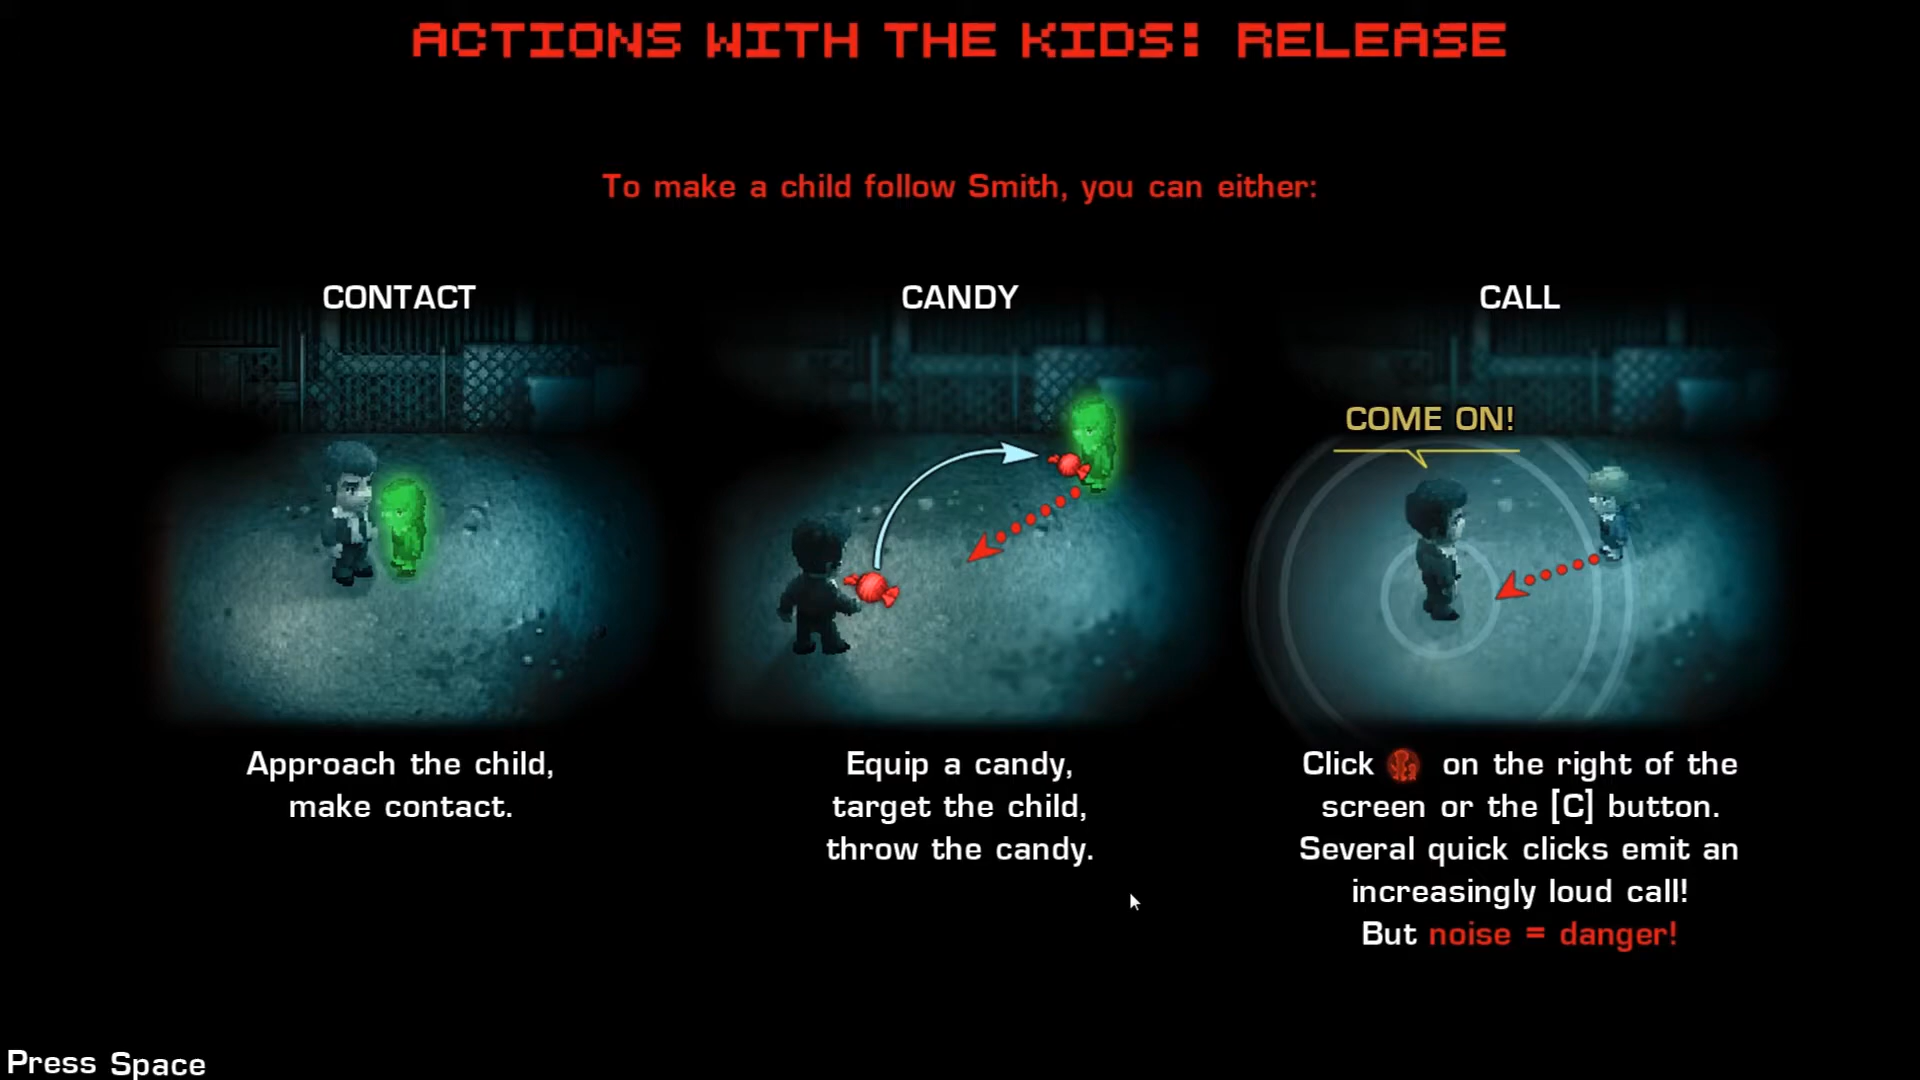 ACTIONS WITH THE KIDS: RELEASE
To make a child follow Smith, you can either:
CONTACT
Approach the child,
make contact.
CANDY
Equip a candy,
target the child,
throw the candy.
CALL
COME ON!
Click on the right of the
screen or the [C] button.
Several quick clicks emit an
increasingly loud call!
But noise = danger!
Press Space